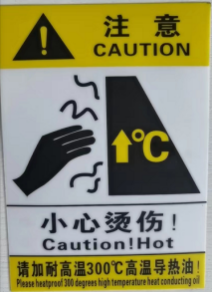 注意
CAUTION
℃
小心烫伤!
Caution!Hot
请加耐高温300℃高温导热油!
Please heatproof 300 degrees high temperature heat conducting oil